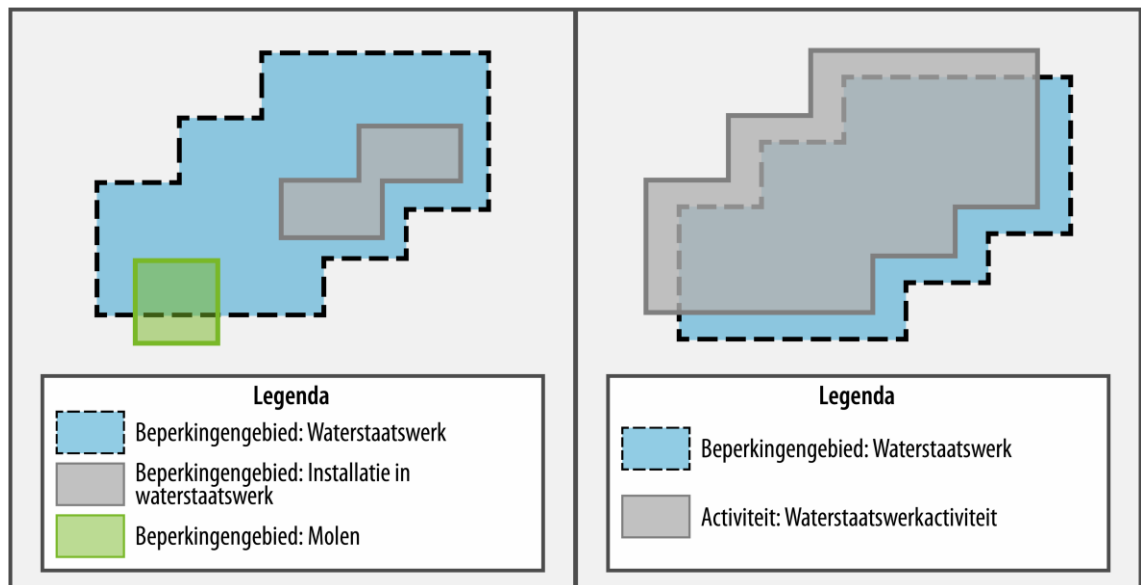 Legenda
Beperkingengebied: Waterstaatswerk
Beperkingengebied: Installatie in
waterstaatswerk
Beperkingengebied: Molen
Legenda
Beperkingengebied: Waterstaatswerk
Activiteit: Waterstaatswerkactiviteit